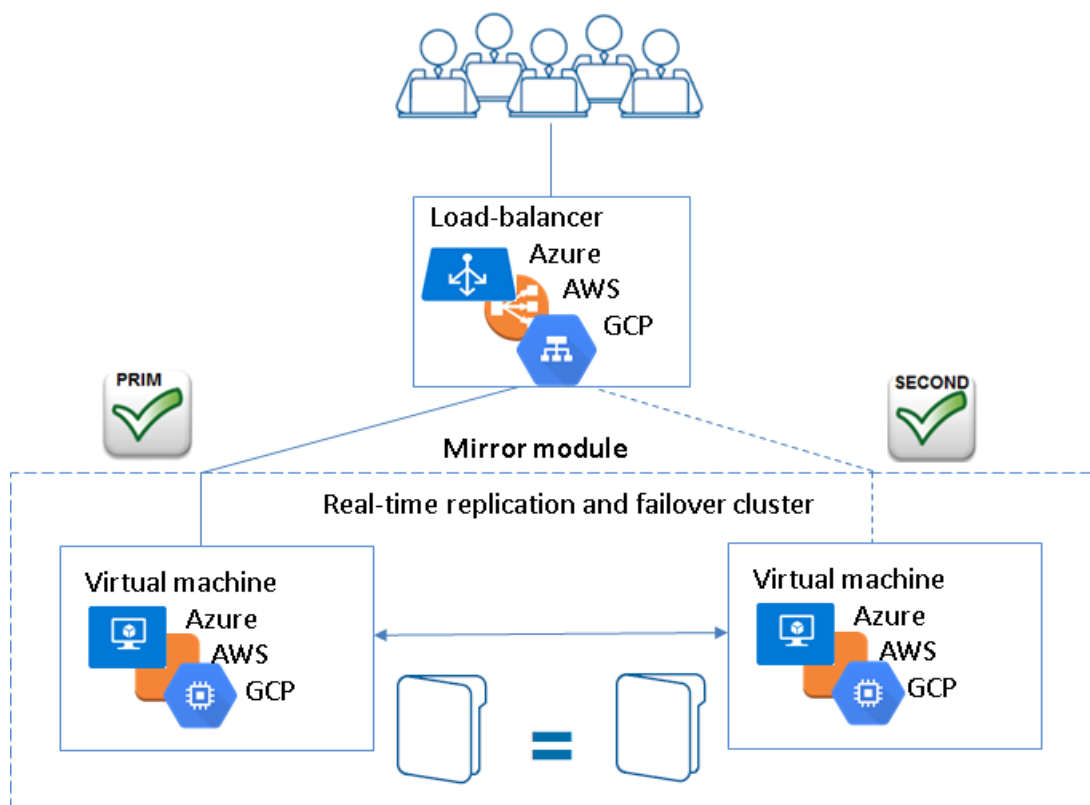 Load-balancer
Azure
AWS
GCP
PRIM
SECOND
Mirror module
Real-time replication and failover cluster
Virtual machine
Azure
AWS
GCP
Virtual machine
Azure
AWS
GCP
=